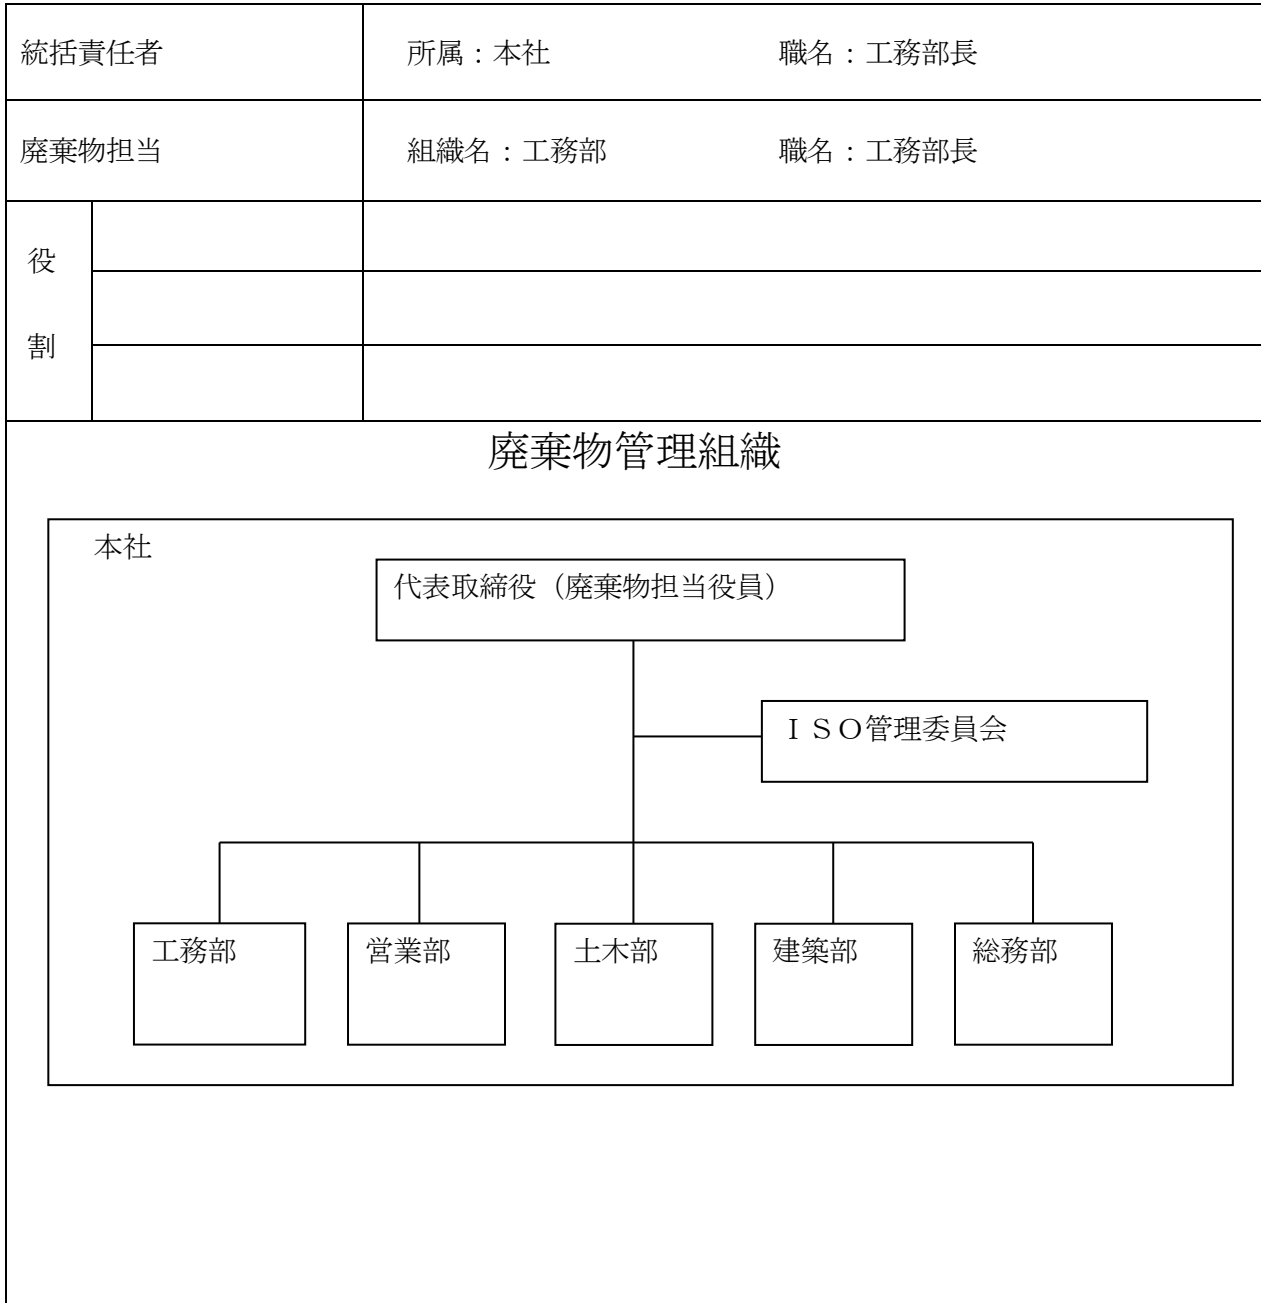 統括責任者 所属：本社 職名：工務部長
廃棄物担当 組織名：工務部 職名：工務部長
役
割
廃棄物管理組織
本社
代表取締役（廃棄物担当役員）
ＩＳＯ管理委員会
工務部 営業部 土木部 建築部 総務部